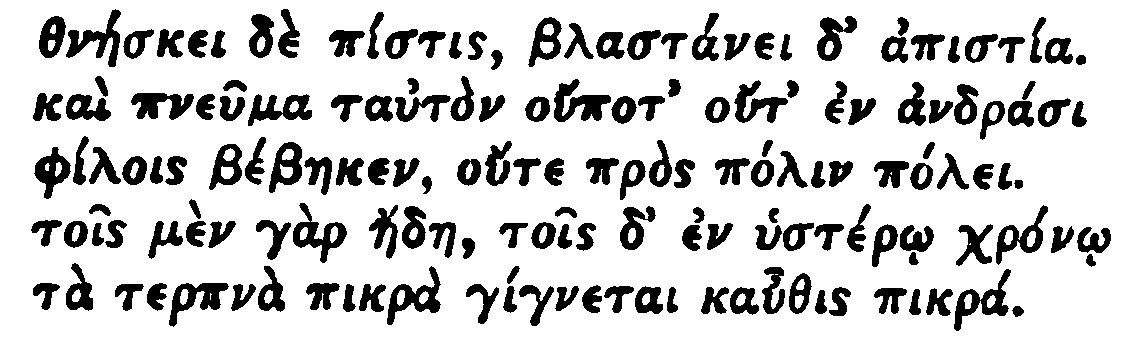 θνήσκει δὲ πίστις, βλαστάνει δ’ ἀπιστία.
καὶ πνεῦμα ταὐτὸν οὔποτ’ οὔτ’ ἐν ἀνδράσι
φίλοις βέβηκεν, οὔτε πρὸς πόλιν πόλει.
τοῖς μὲν γὰρ ἤδη, τοῖς δ’ ἐν ὑστέρῳ χρόνῳ
τὰ τερπνὰ πικρὰ γίγνεται καὖθις πικρά.